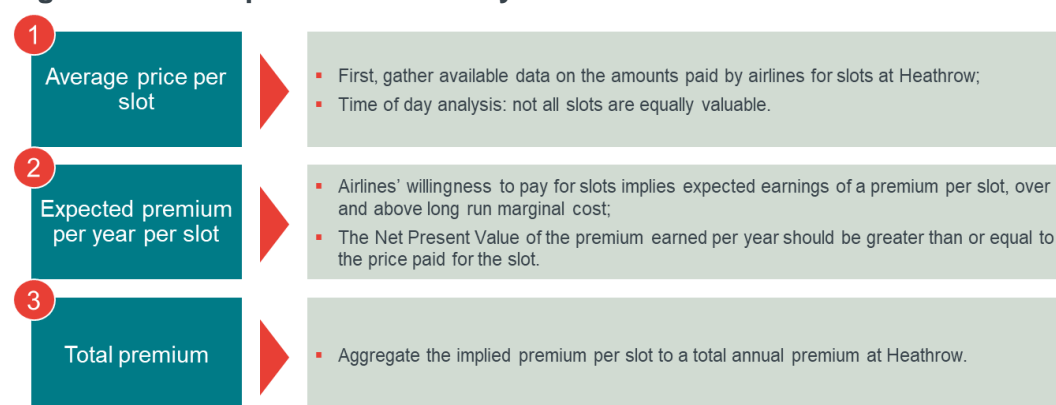 1
Average price per
slot
▪ First, gather available data on the amounts paid by airlines for slots at Heathrow;
▪ Time of day analysis: not all slots are equally valuable.
2
Expected premium
per year per slot
▪ Airlines’ willingness to pay for slots implies expected earnings of a premium per slot, over
and above long run marginal cost;
▪ The Net Present Value of the premium earned per year should be greater than or equal to
the price paid for the slot.
3
Total premium
▪ Aggregate the implied premium per slot to a total annual premium at Heathrow.